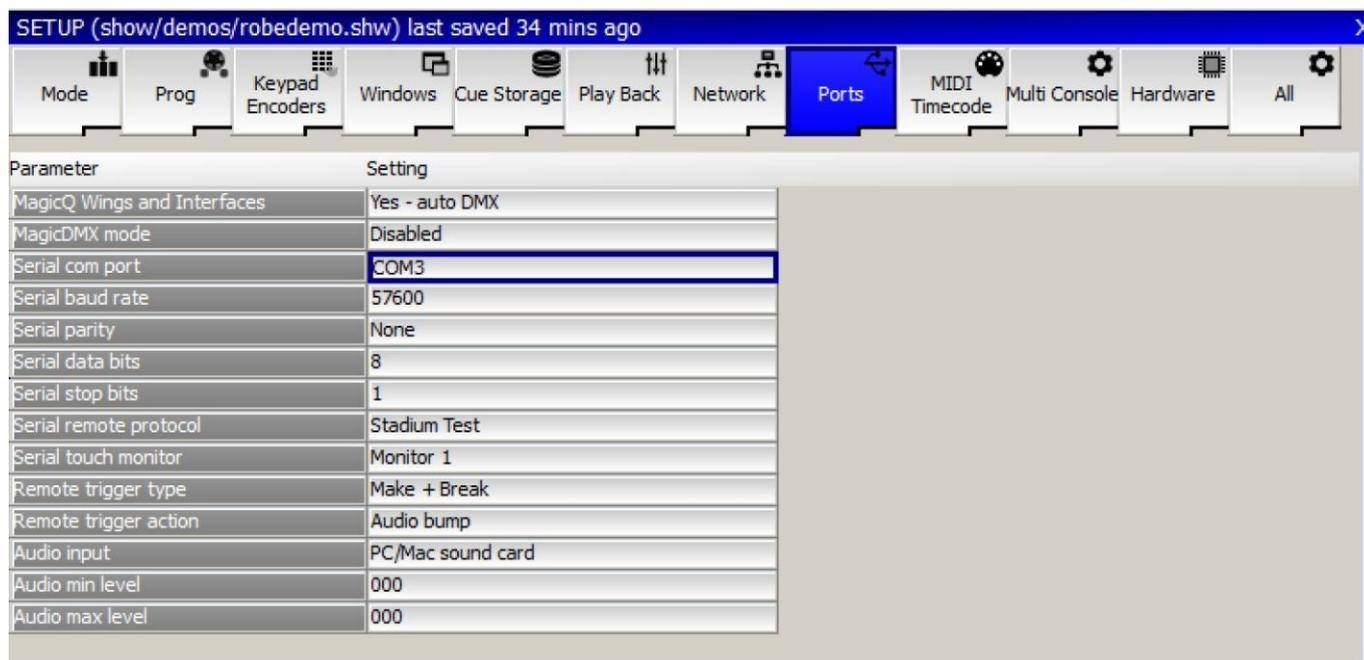 SETUP (show/demos/robedemo.shw) last saved 34 mins ago X
Mode Prog Keypad Encoders Windows Cue Storage Play Back Network Ports MIDI Timecode Multi Console Hardware All
Parameter Setting
MagicQ Wings and Interfaces Yes - auto DMX
MagicDMX mode Disabled
Serial com port COM3
Serial baud rate 57600
Serial parity None
Serial data bits 8
Serial stop bits 1
Serial remote protocol Stadium Test
Serial touch monitor Monitor 1
Remote trigger type Make + Break
Remote trigger action Audio bump
Audio input PC/Mac sound card
Audio min level 000
Audio max level 000